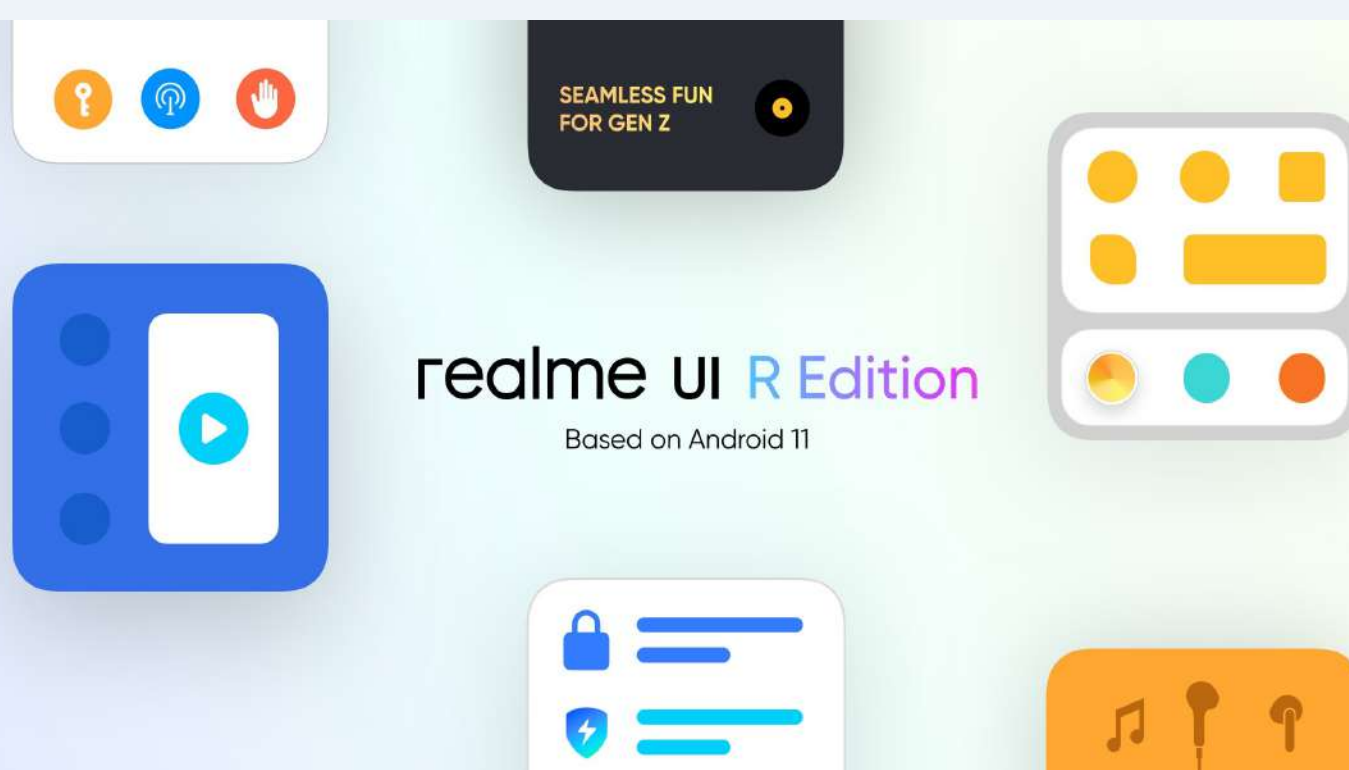 SEAMLESS FUN
FOR GEN Z
realme UI R Edition
Based on Android 11